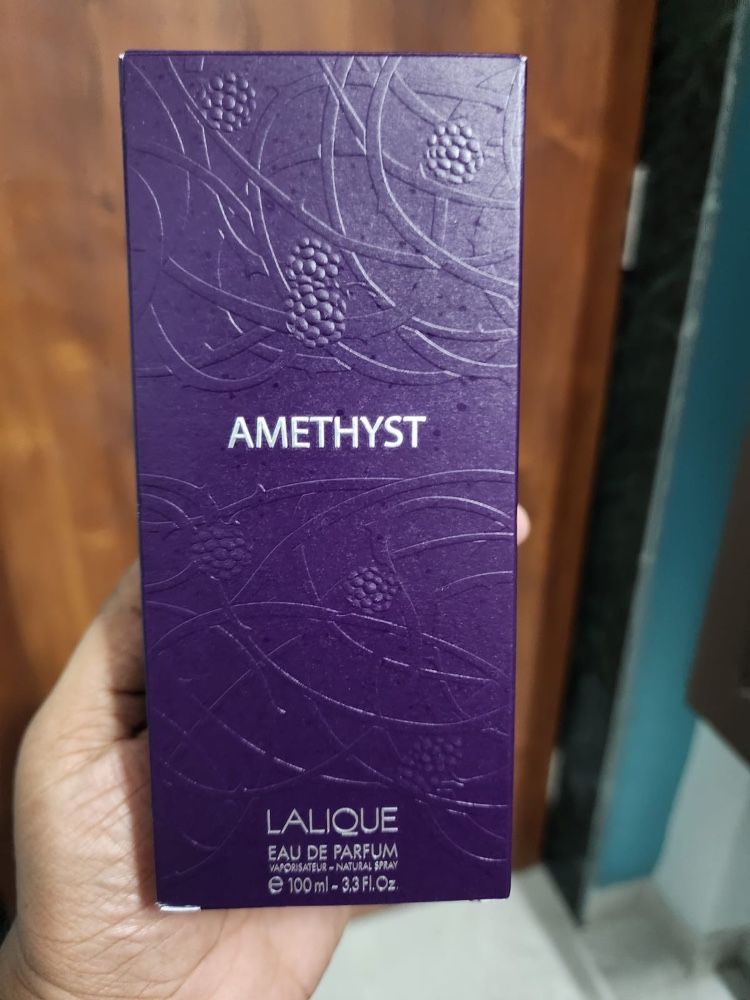 AMETHYST
LALIQUE
EAU DE PARFUM
VAPORISATEUR - NATURAL SPRAY
℮ 100 ml - 3.3 Fl. Oz.